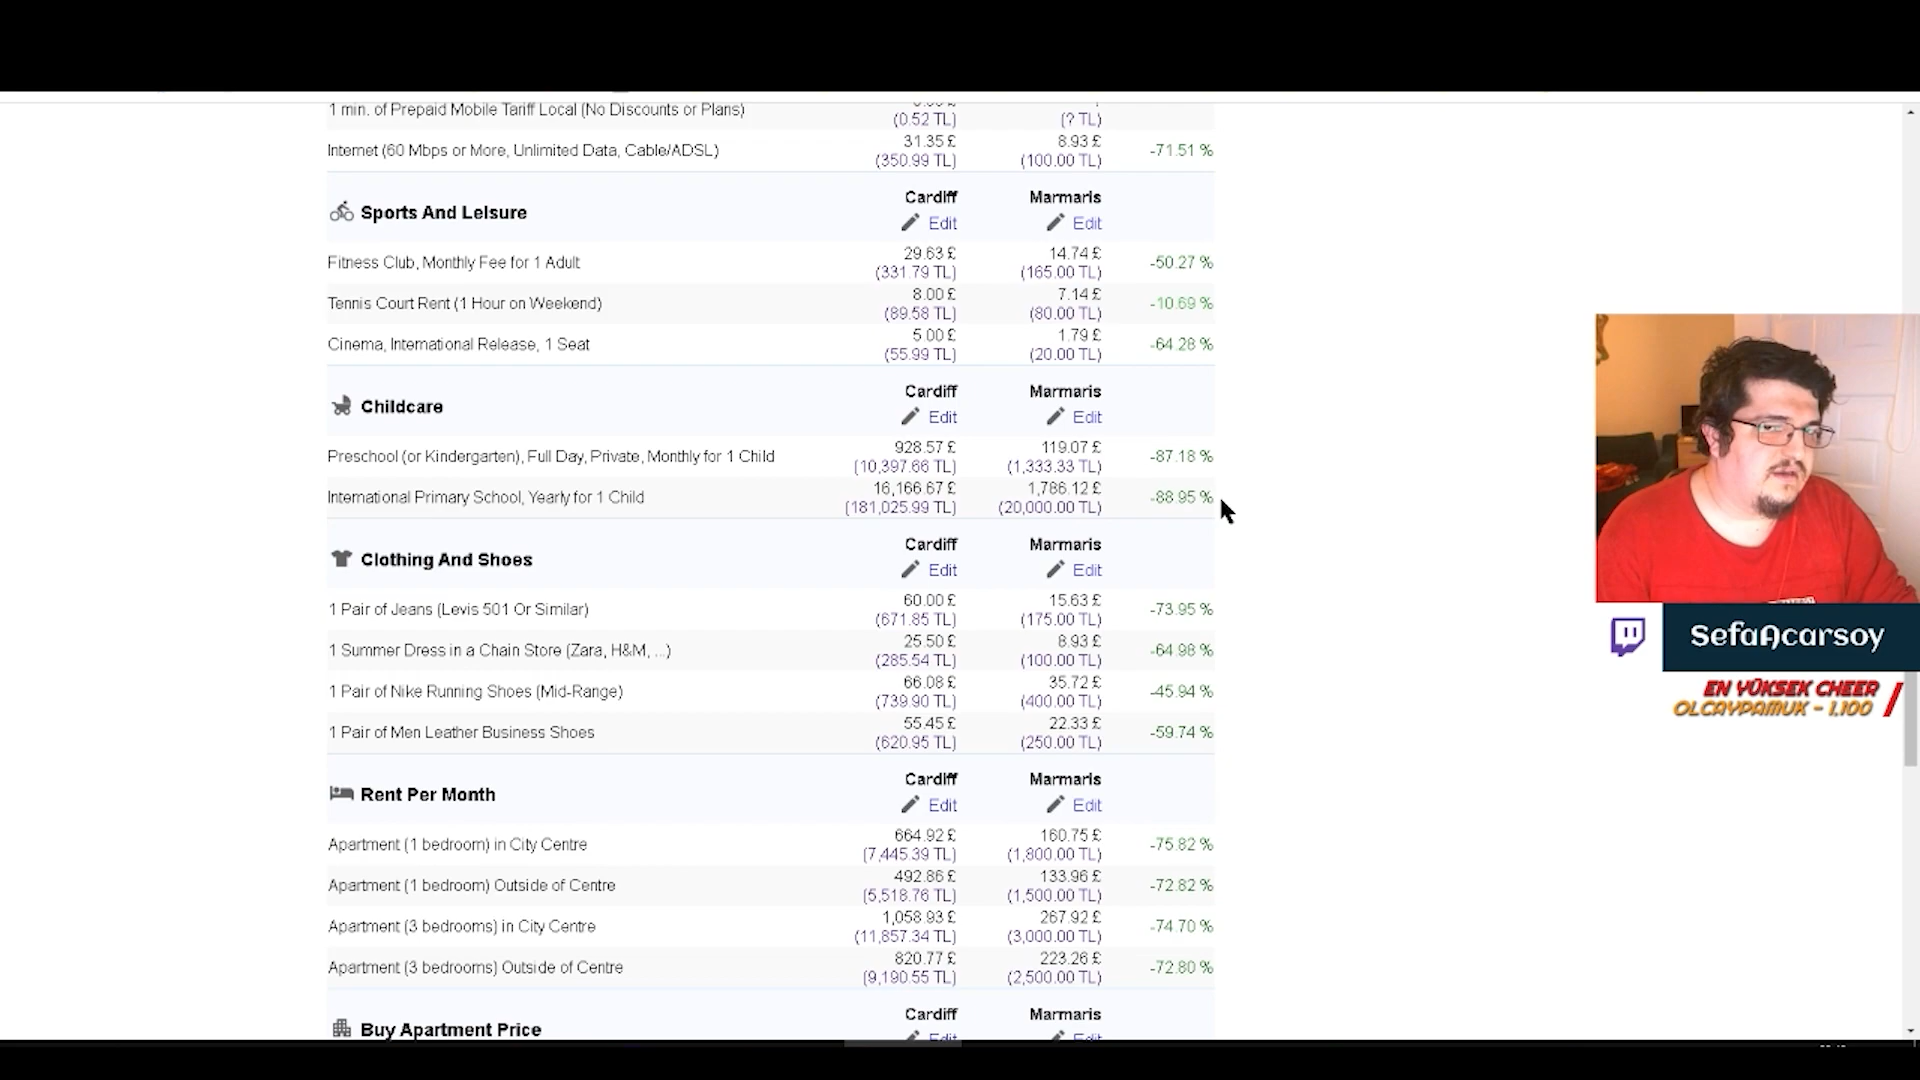 1 min. of Prepaid Mobile Tariff Local (No Discounts or Plans)
(0.52 TL) (? TL)
Internet (60 Mbps or More, Unlimited Data, Cable/ADSL) 31.35 £ 8.93 £ -71.51 %
(350.99 TL) (100.00 TL)
Sports And Leisure Cardiff Marmaris
Edit Edit
Fitness Club, Monthly Fee for 1 Adult 29.63 £ 14.74 £ -50.27 %
(331.79 TL) (165.00 TL)
Tennis Court Rent (1 Hour on Weekend) 8.00 £ 7.14 £ -10.69 %
(89.58 TL) (80.00 TL)
Cinema, International Release, 1 Seat 5.00 £ 1.79 £ -64.28 %
(55.99 TL) (20.00 TL)
Childcare Cardiff Marmaris
Edit Edit
Preschool (or Kindergarten), Full Day, Private, Monthly for 1 Child 928.57 £ 119.07 £ -87.18 %
(10,397.66 TL) (1,333.33 TL)
International Primary School, Yearly for 1 Child 16,166.67 £ 1,786.12 £ -88.95 %
(181,025.99 TL) (20,000.00 TL)
Clothing And Shoes Cardiff Marmaris
Edit Edit
1 Pair of Jeans (Levis 501 Or Similar) 60.00 £ 15.63 £ -73.95 %
(671.85 TL) (175.00 TL)
1 Summer Dress in a Chain Store (Zara, H&M, ...) 25.50 £ 8.93 £ -64.98 %
(285.54 TL) (100.00 TL)
1 Pair of Nike Running Shoes (Mid-Range) 66.08 £ 35.72 £ -45.94 %
(739.90 TL) (400.00 TL)
1 Pair of Men Leather Business Shoes 55.45 £ 22.33 £ -59.74 %
(620.95 TL) (250.00 TL)
Rent Per Month Cardiff Marmaris
Edit Edit
Apartment (1 bedroom) in City Centre 664.92 £ 160.75 £ -75.82 %
(7,445.39 TL) (1,800.00 TL)
Apartment (1 bedroom) Outside of Centre 492.86 £ 133.96 £ -72.82 %
(5,518.76 TL) (1,500.00 TL)
Apartment (3 bedrooms) in City Centre 1,058.93 £ 267.92 £ -74.70 %
(11,857.34 TL) (3,000.00 TL)
Apartment (3 bedrooms) Outside of Centre 820.77 £ 223.26 £ -72.80 %
(9,190.55 TL) (2,500.00 TL)
Buy Apartment Price Cardiff Marmaris
Edit Edit
SefaAcarsoy
EN YÜKSEK CHEER
OLCAYPAMUK - 1.100